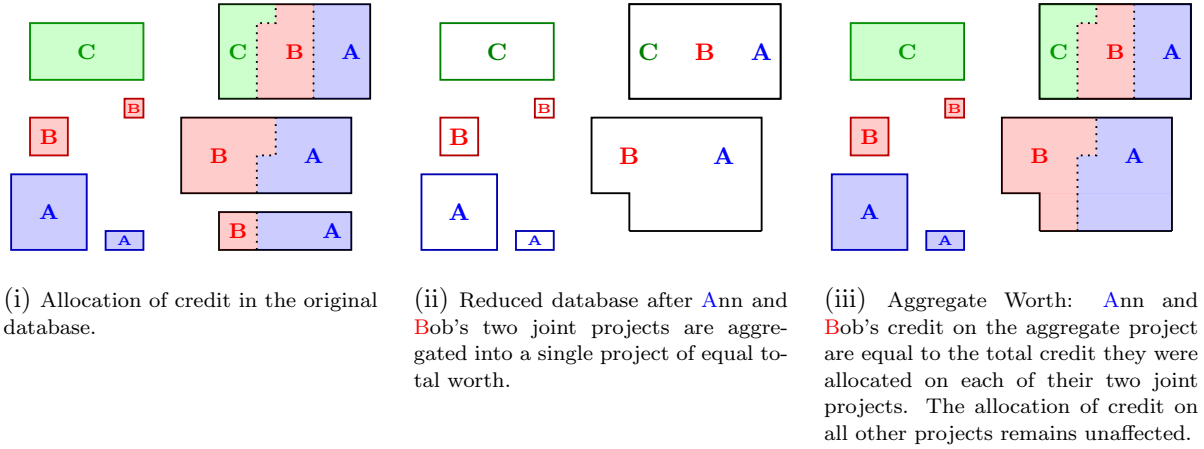 C
C
B
A
B
B
B
A
A
A
B
A
C
C
B
A
B
B
B
A
A
A
C
C
B
A
B
B
B
A
A
A
(i) Allocation of credit in the original
database.
(ii) Reduced database after Ann and
Bob's two joint projects are aggre-
gated into a single project of equal to-
tal worth.
(iii) Aggregate Worth: Ann and
Bob's credit on the aggregate project
are equal to the total credit they were
allocated on each of their two joint
projects. The allocation of credit on
all other projects remains unaffected.